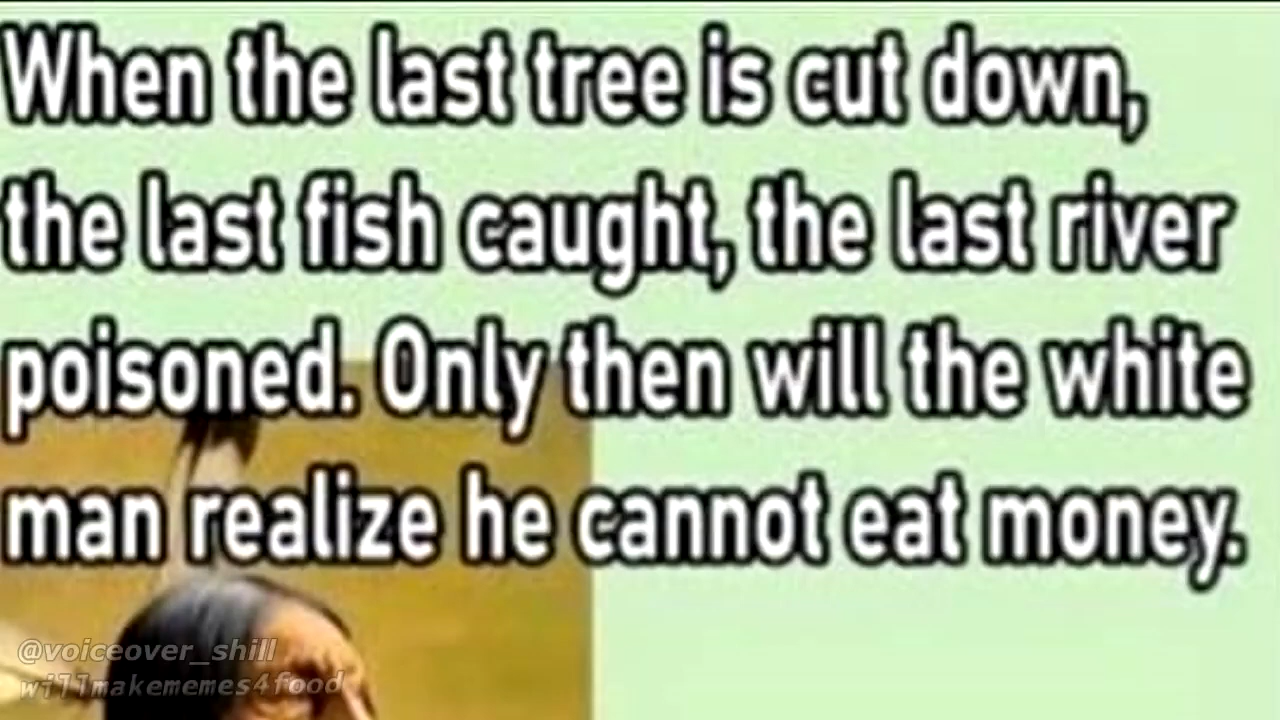 When the last tree is cut down,
the last fish caught, the last river
poisoned. Only then will the white
man realize he cannot eat money.
@voiceover_shill
willmakememes4food